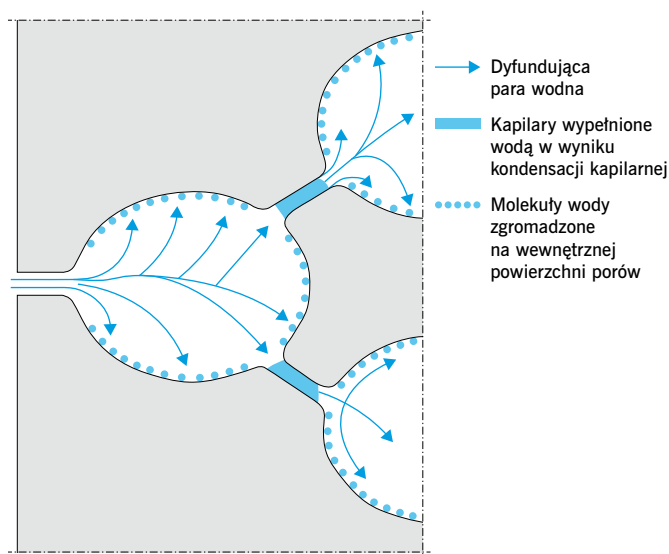 Dyfundująca
para wodna
Kapilary wypełnione
wodą w wyniku
kondensacji kapilarnej
Molekuły wody
zgromadzone
na wewnętrznej
powierzchni porów